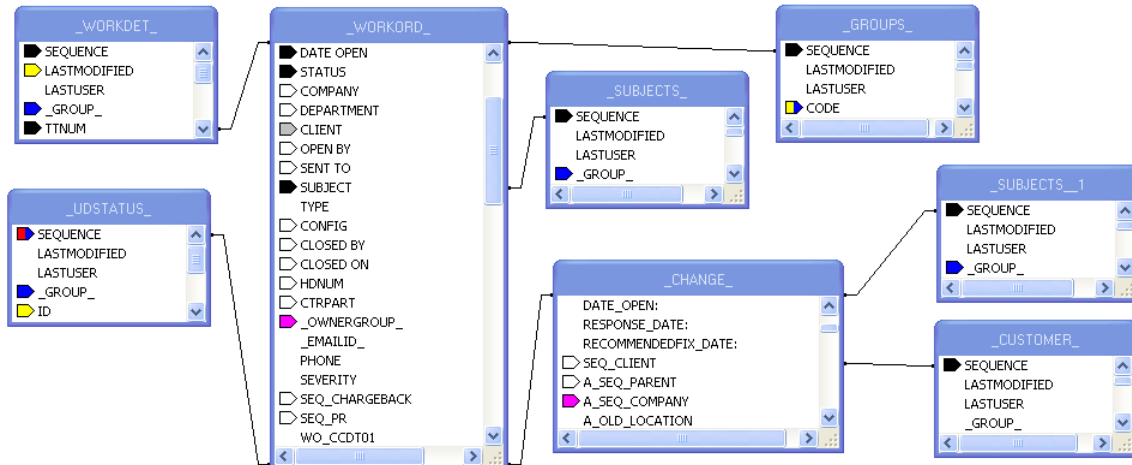 _WORKDET_
SEQUENCE
LASTMODIFIED
LASTUSER
_GROUP_
TTNUM
_UDSTATUS_
SEQUENCE
LASTMODIFIED
LASTUSER
_GROUP_
ID
_WORKORD_
DATE OPEN
STATUS
COMPANY
DEPARTMENT
CLIENT
OPEN BY
SENT TO
SUBJECT
TYPE
CONFIG
CLOSED BY
CLOSED ON
HDNUM
CTRPART
_OWNERGROUP_
_EMAILID_
PHONE
SEVERITY
SEQ_CHARGEBACK
SEQ_PR
WO_CCDT01
_SUBJECTS_
SEQUENCE
LASTMODIFIED
LASTUSER
_GROUP_
_CHANGE_
DATE_OPEN:
RESPONSE_DATE:
RECOMMENDEDFIX_DATE:
SEQ_CLIENT
A_SEQ_PARENT
A_SEQ_COMPANY
A_OLD_LOCATION
_GROUPS_
SEQUENCE
LASTMODIFIED
LASTUSER
CODE
_SUBJECTS__1
SEQUENCE
LASTMODIFIED
LASTUSER
_GROUP_
_CUSTOMER_
SEQUENCE
LASTMODIFIED
LASTUSER
_GROUP_